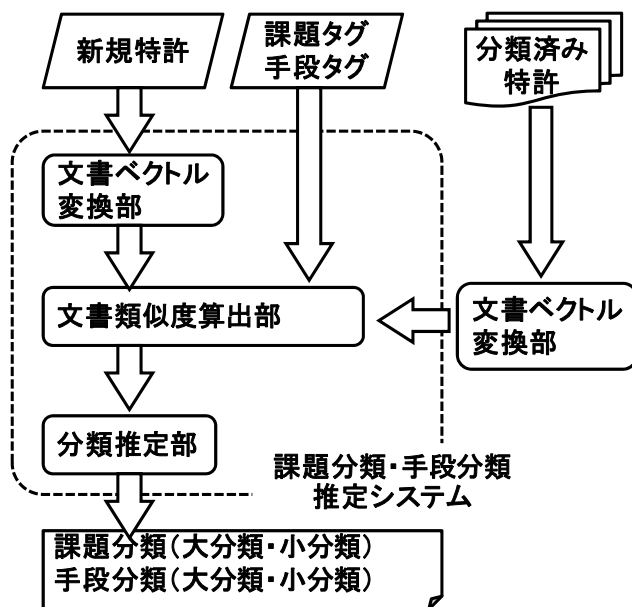 新規特許
課題タグ
手段タグ
分類済み
特許
文書ベクトル
変換部
文書類似度算出部
文書ベクトル
変換部
分類推定部
課題分類・手段分類
推定システム
課題分類（大分類・小分類）
手段分類（大分類・小分類）